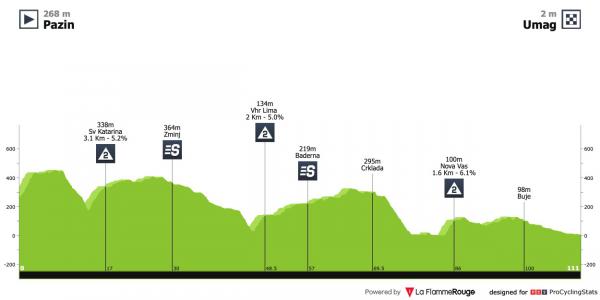 268 m
Pazin
2 m
Umag
338m
Sv Katarina
3.1 Km - 5.2%
2
364m
Zminj
S
134m
Vhr Lima
2 Km - 5.0%
2
219m
Baderna
S
295m
Crklada
100m
Nova Vas
1.6 Km - 6.1%
2
98m
Buje
600
400
200
0
-200
600
400
200
0
-200
0
17
30
48.5
57
69.5
86
100
111
Powered by La FlammeRouge designed for PCS ProCyclingStats